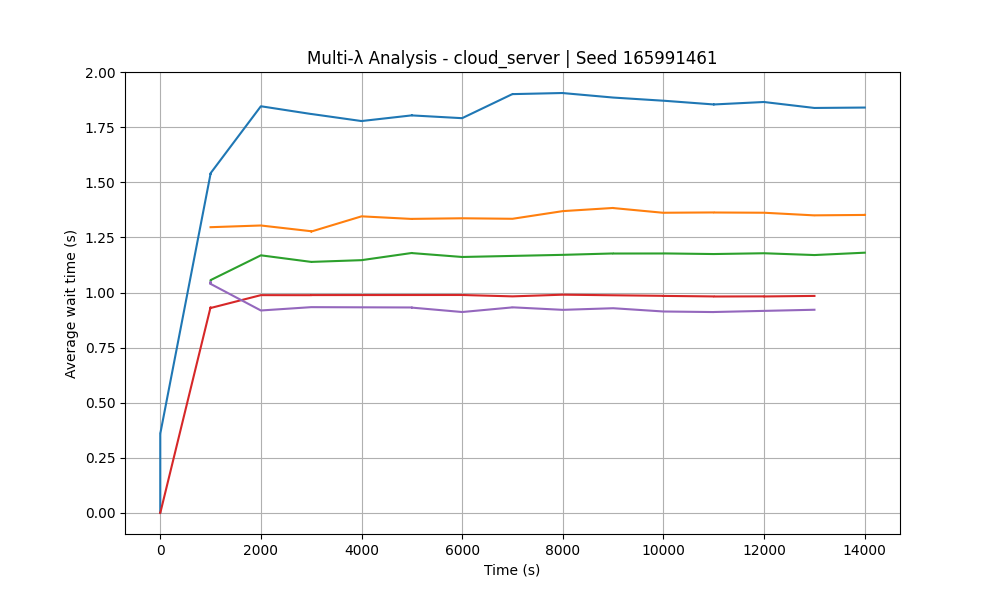 Multi-λ Analysis - cloud_server | Seed 165991461
2.00
1.75
1.50
1.25
1.00
0.75
0.50
0.25
0.00
Average wait time (s)
0 2000 4000 6000 8000 10000 12000 14000
Time (s)